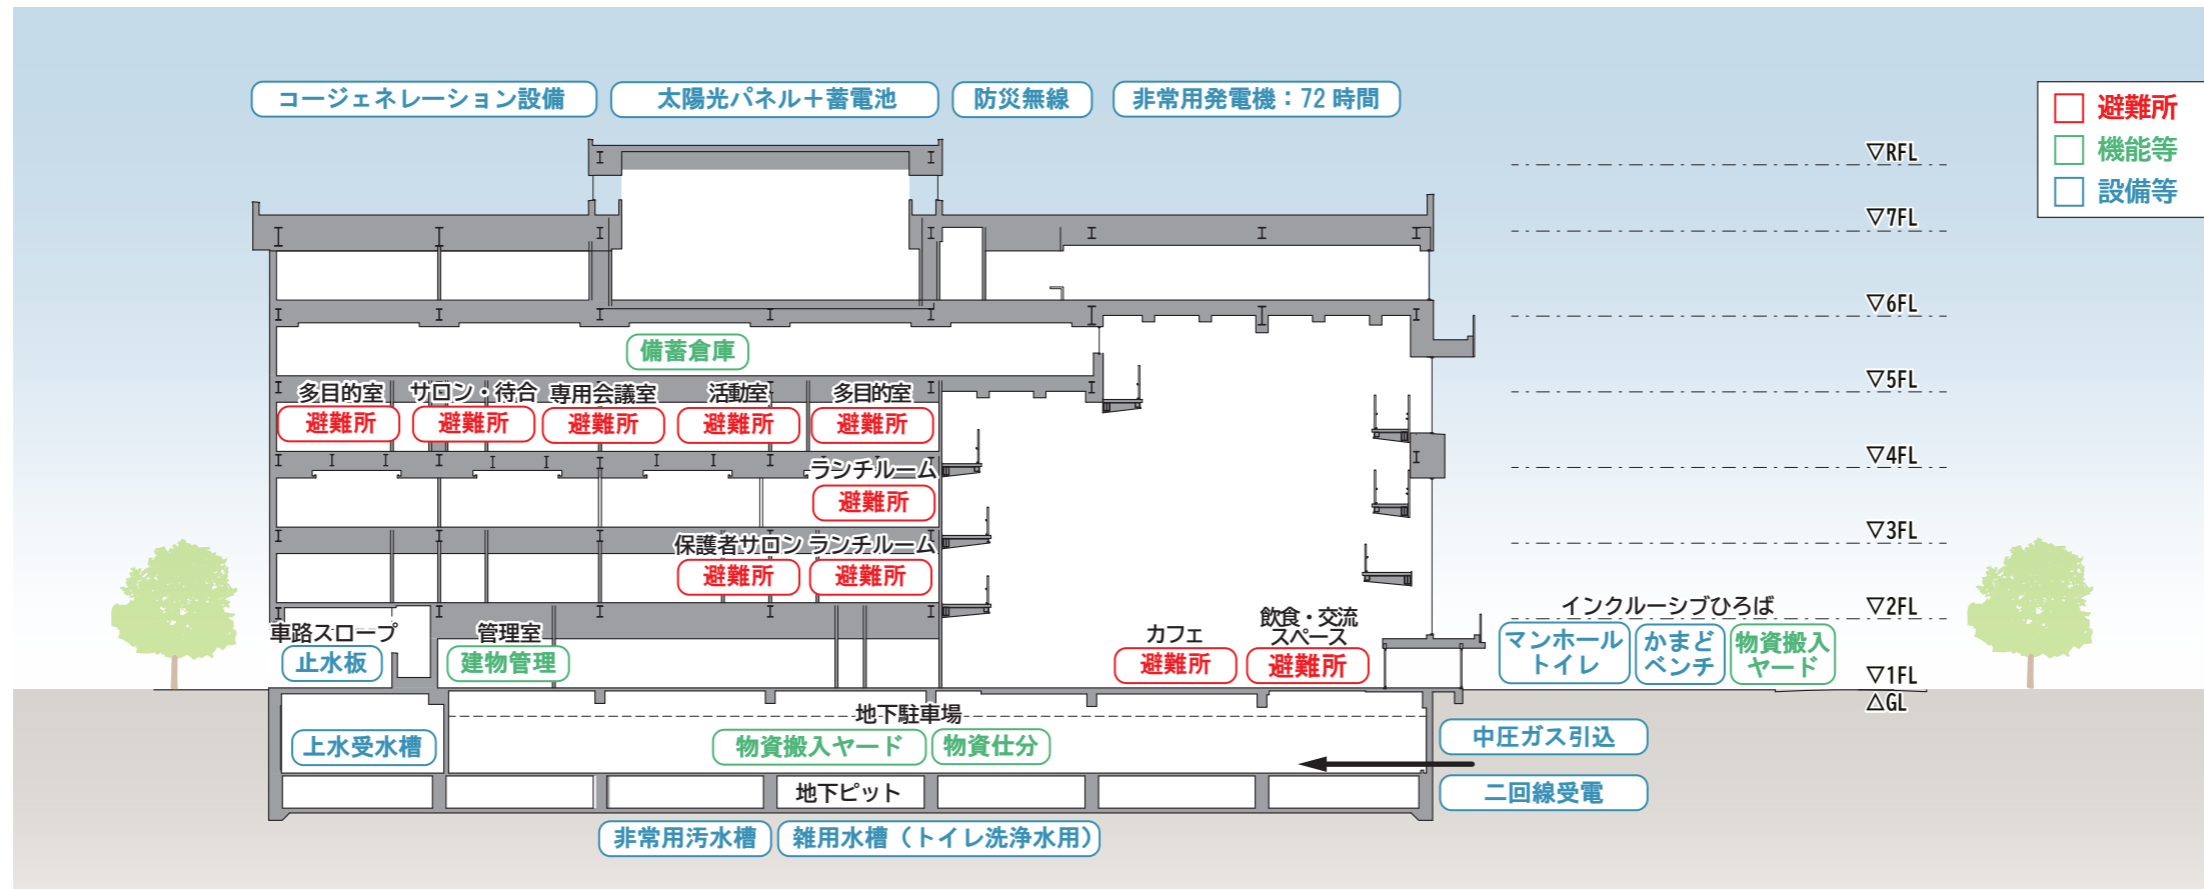 コージェネレーション設備
太陽光パネル＋蓄電池
防災無線
非常用発電機：72 時間
避難所
機能等
設備等
▽RFL
▽7FL
▽6FL
備蓄倉庫
▽5FL
多目的室
サロン・待合
専用会議室
活動室
多目的室
避難所
避難所
避難所
避難所
避難所
▽4FL
ランチルーム
避難所
▽3FL
保護者サロン
ランチルーム
避難所
避難所
▽2FL
インクルーシブひろば
車路スロープ
止水板
管理室
建物管理
カフェ
避難所
飲食・交流
スペース
避難所
マンホール
トイレ
かまど
ベンチ
物資搬入
ヤード
▽1FL
△GL
地下駐車場
上水受水槽
物資搬入ヤード
物資仕分
中圧ガス引込
二回線受電
地下ピット
非常用汚水槽
雑用水槽（トイレ洗浄水用）